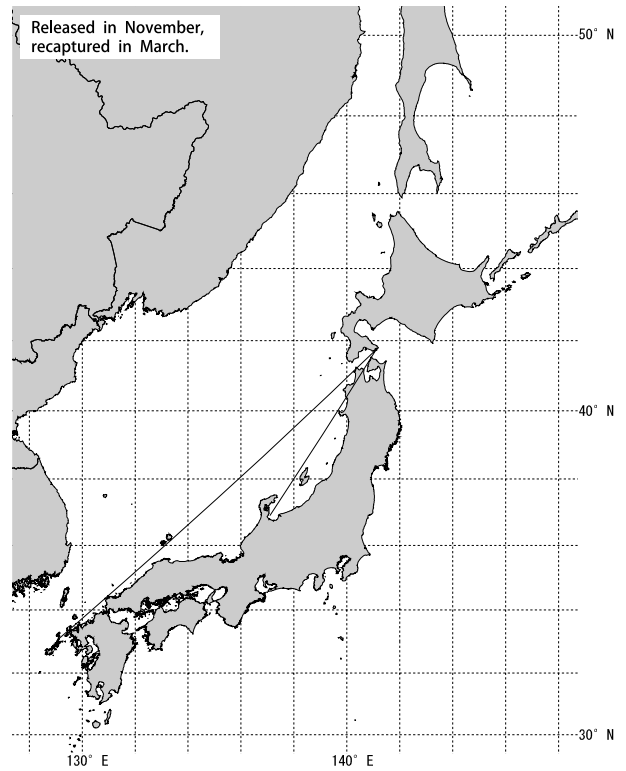 Released in November,
recaptured in March.
50° N
40° N
30° N
130° E
140° E